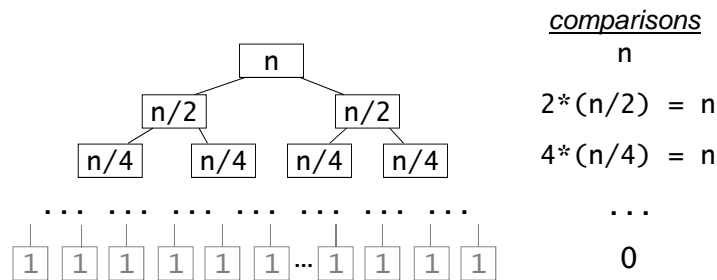 comparisons
n n
n/2 n/2 2*(n/2) = n
n/4 n/4 n/4 n/4 4*(n/4) = n
... ... ... ... ... ... ... ...
1 1 1 1 1 1 ... 1 1 1 1 0